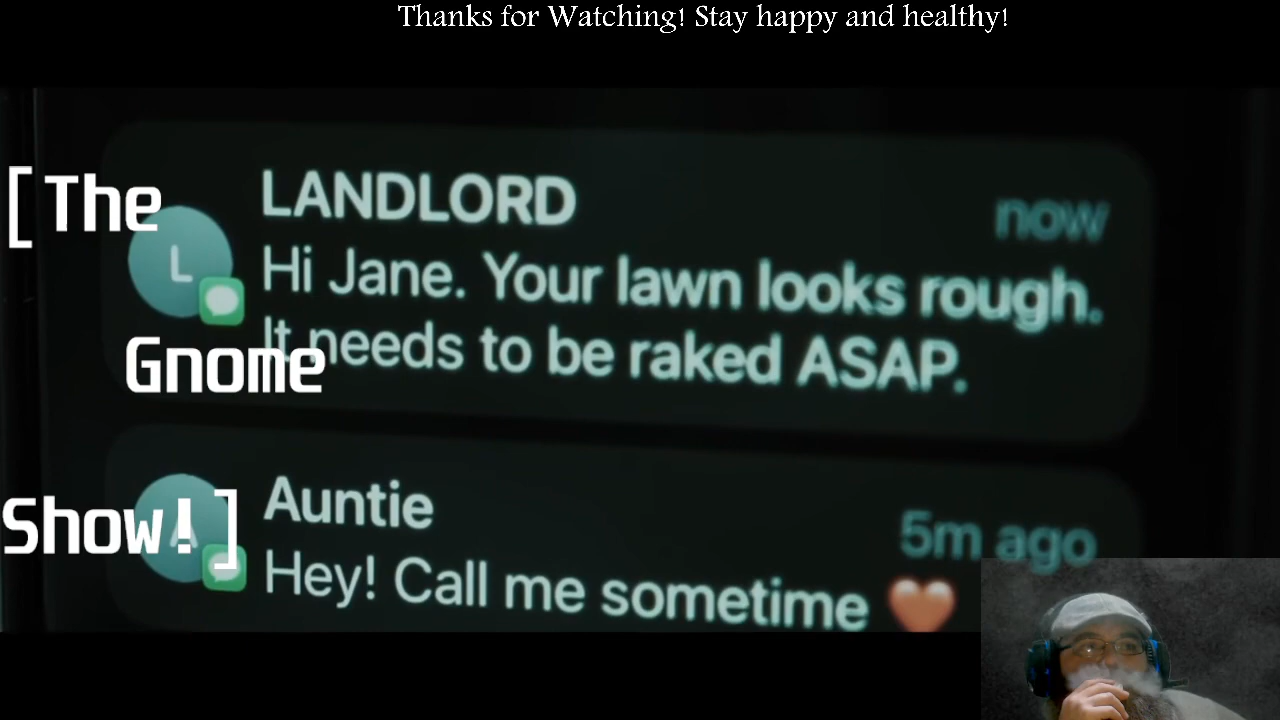 Thanks for Watching! Stay happy and healthy!
[The
Gnome
Show!]
L
LANDLORD
now
Hi Jane. Your lawn looks rough.
It needs to be raked ASAP.
A
Auntie
5m ago
Hey! Call me sometime ❤️